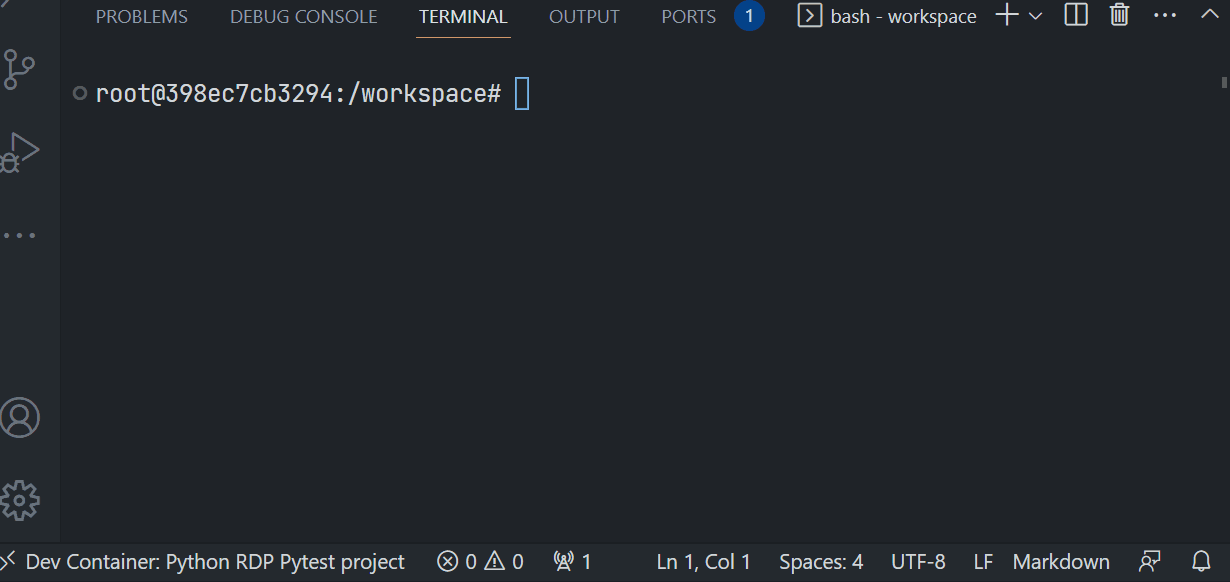 PROBLEMS DEBUG CONSOLE TERMINAL OUTPUT PORTS 1 bash - workspace
root@398ec7cb3294:/workspace#
Dev Container: Python RDP Pytest project 0 0 1 Ln 1, Col 1 Spaces: 4 UTF-8 LF Markdown